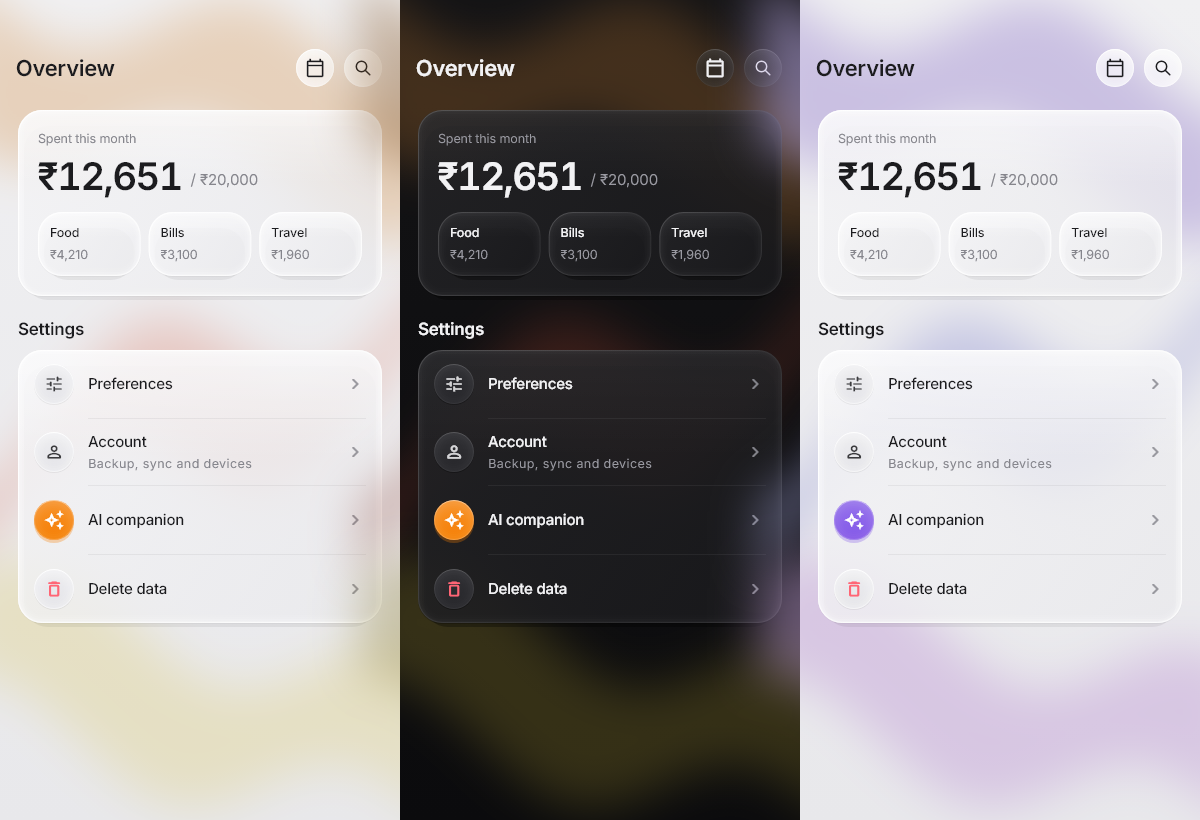 Overview
Spent this month
₹12,651 / ₹20,000
Food Bills Travel
₹4,210 ₹3,100 ₹1,960
Settings
Preferences
Account
Backup, sync and devices
AI companion
Delete data
Overview
Spent this month
₹12,651 / ₹20,000
Food Bills Travel
₹4,210 ₹3,100 ₹1,960
Settings
Preferences
Account
Backup, sync and devices
AI companion
Delete data
Overview
Spent this month
₹12,651 / ₹20,000
Food Bills Travel
₹4,210 ₹3,100 ₹1,960
Settings
Preferences
Account
Backup, sync and devices
AI companion
Delete data